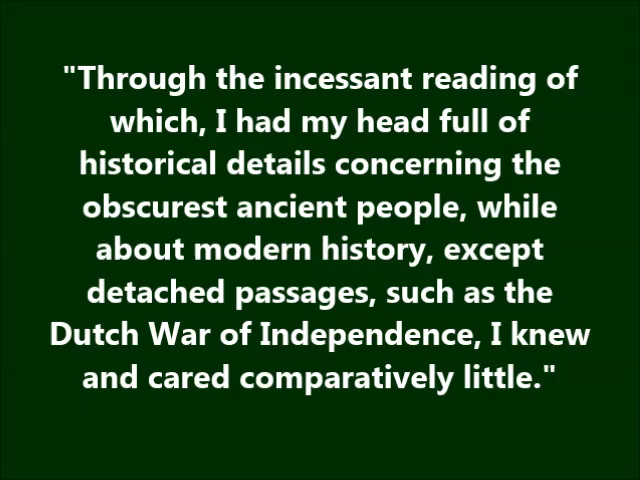 "Through the incessant reading of
which, I had my head full of
historical details concerning the
obscurest ancient people, while
about modern history, except
detached passages, such as the
Dutch War of Independence, I knew
and cared comparatively little."